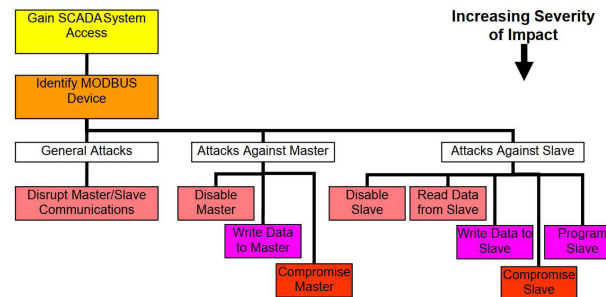 Gain SCADA System
Access
Increasing Severity
of Impact
Identify MODBUS
Device
General Attacks
Attacks Against Master
Attacks Against Slave
Disrupt Master/Slave
Communications
Disable
Master
Disable
Slave
Read Data
from Slave
Write Data
to Master
Write Data to
Slave
Program
Slave
Compromise
Master
Compromise
Slave